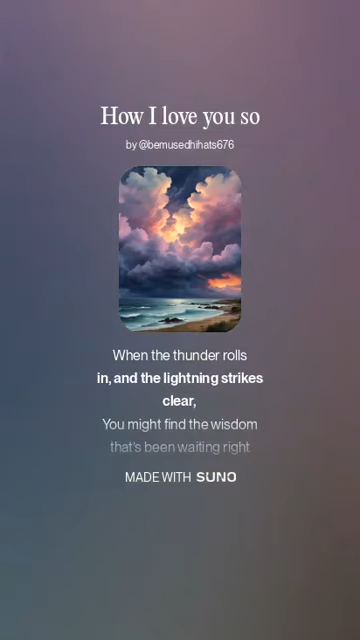 How I love you so
by @bemusedhihats676
When the thunder rolls
in, and the lightning strikes
clear,
You might find the wisdom
that's been waiting right
MADE WITH SUNO